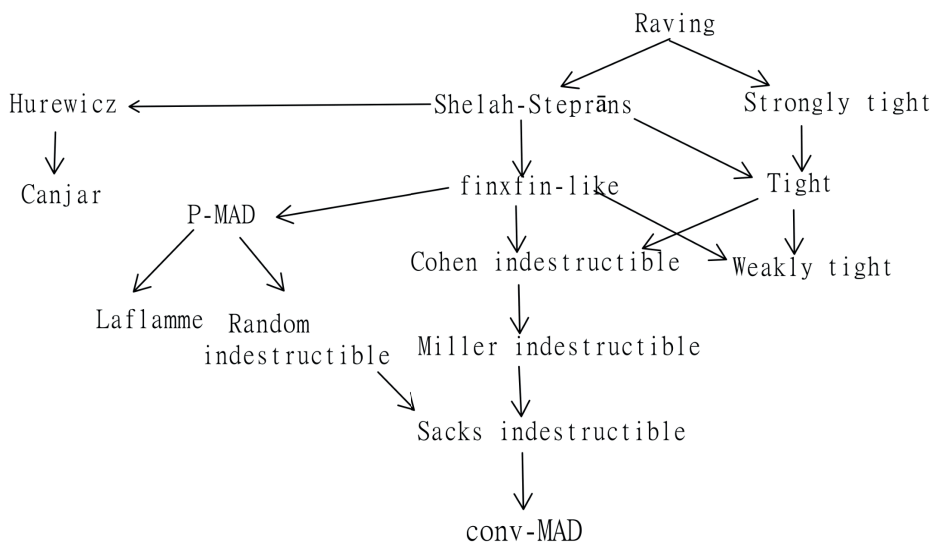 Raving
Hurewicz
Shelah-Steprāns
Strongly tight
Canjar
finxfin-like
Tight
P-MAD
Cohen indestructible
Weakly tight
Laflamme
Random
indestructible
Miller indestructible
Sacks indestructible
conv-MAD